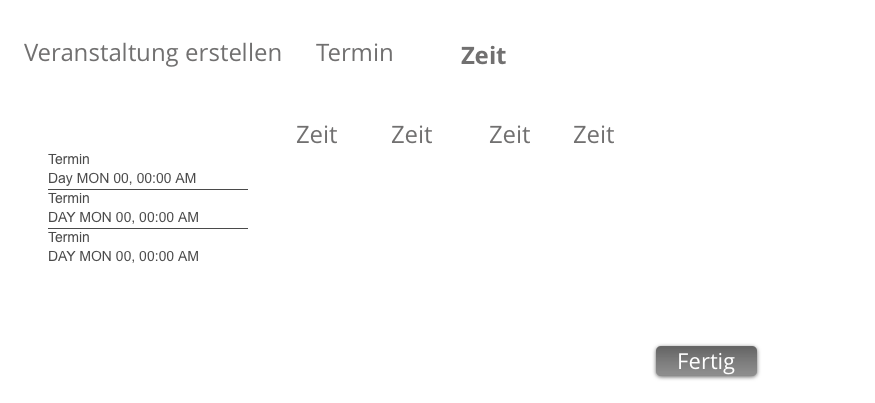 Veranstaltung erstellen Termin Zeit
Zeit Zeit Zeit Zeit
Termin
Day MON 00, 00:00 AM
Termin
DAY MON 00, 00:00 AM
Termin
DAY MON 00, 00:00 AM
Fertig